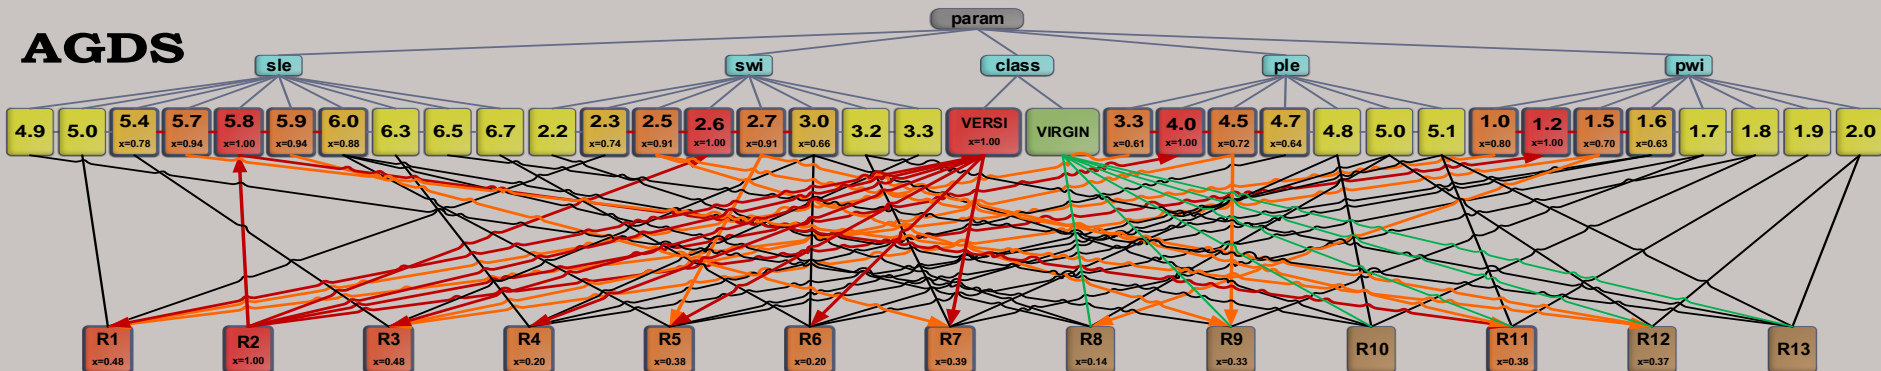 param
AGDS
sle swi class ple pwi
4.9 5.0 5.4 5.7 5.8 5.9 6.0 6.3 6.5 6.7 2.2 2.3 2.5 2.6 2.7 3.0 3.2 3.3 VERSI VIRGIN 3.3 4.0 4.5 4.7 4.8 5.0 5.1 1.0 1.2 1.5 1.6 1.7 1.8 1.9 2.0
x=0.78 x=0.94 x=1.00 x=0.94 x=0.88 x=0.74 x=0.91 x=1.00 x=0.91 x=0.66 x=1.00 x=0.61 x=1.00 x=0.72 x=0.64 x=0.80 x=1.00 x=0.70 x=0.63
R1 R2 R3 R4 R5 R6 R7 R8 R9 R10 R11 R12 R13
x=0.48 x=1.00 x=0.48 x=0.20 x=0.38 x=0.20 x=0.39 x=0.14 x=0.33 x=0.38 x=0.37